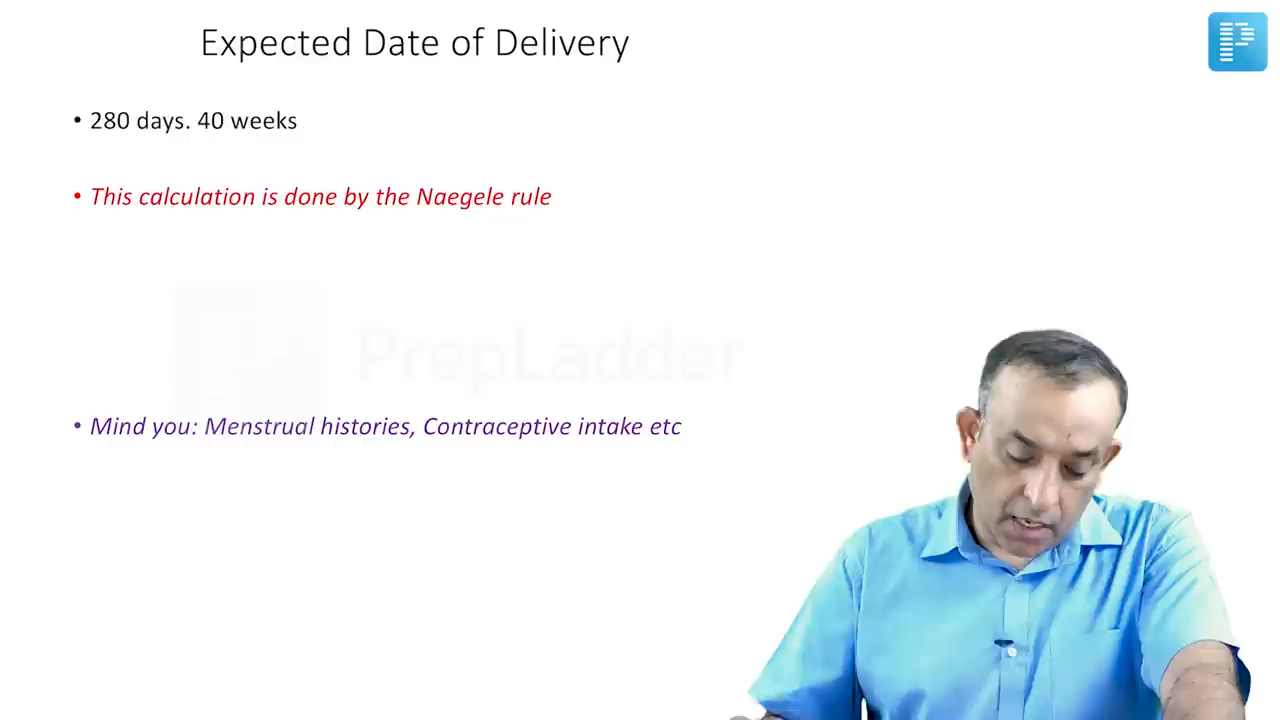 Expected Date of Delivery
• 280 days. 40 weeks
• This calculation is done by the Naegele rule
PrepLadder
• Mind you: Menstrual histories, Contraceptive intake etc